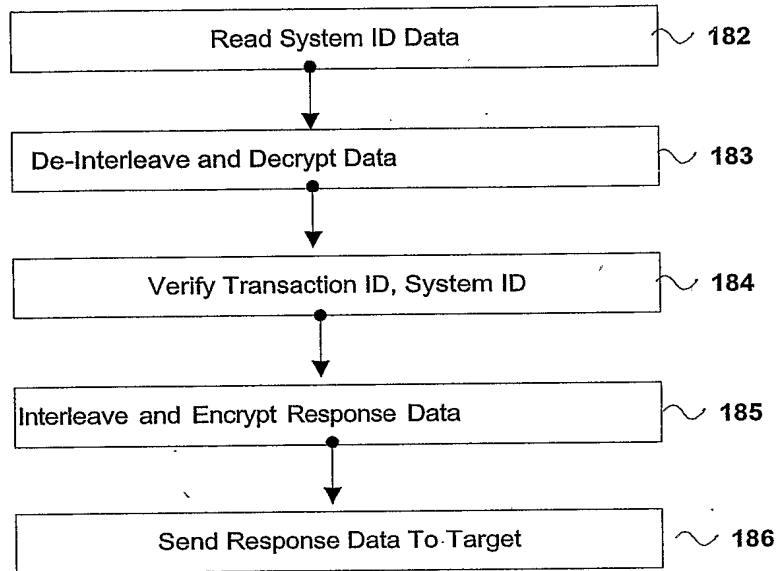 Read System ID Data 182
De-Interleave and Decrypt Data 183
Verify Transaction ID, System ID 184
Interleave and Encrypt Response Data 185
Send Response Data To Target 186